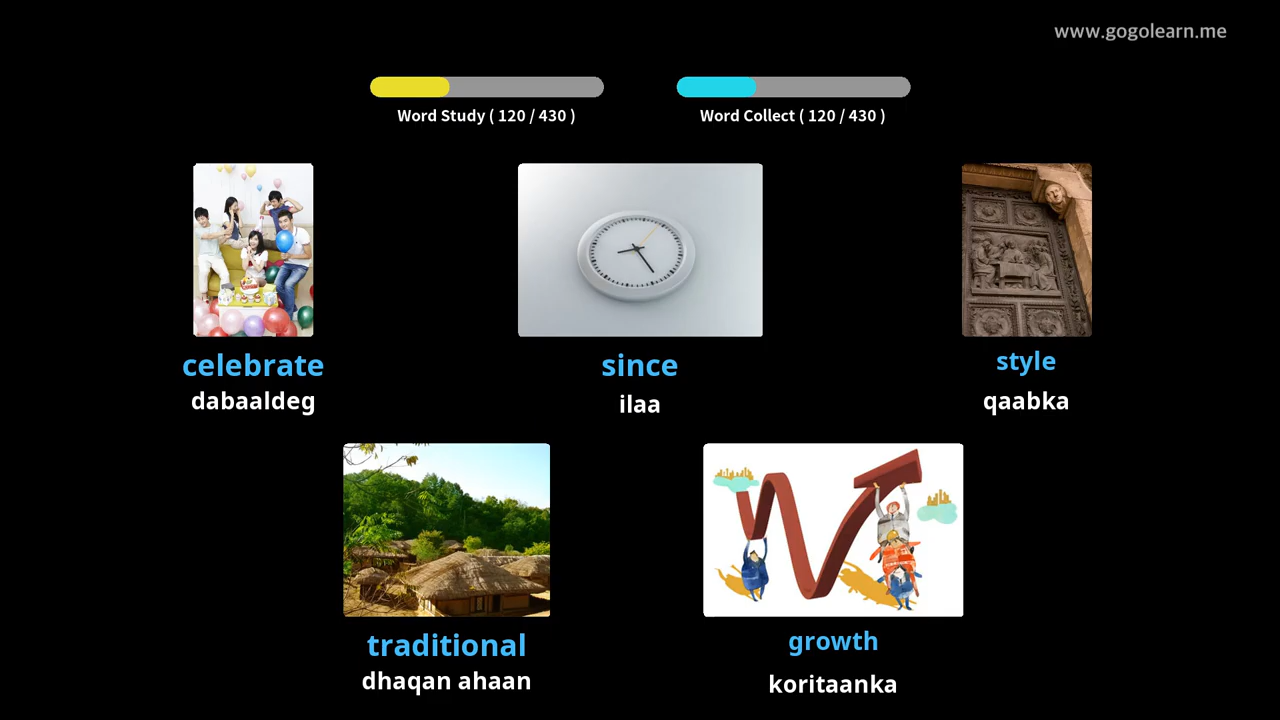 www.gogolearn.me
Word Study ( 120 / 430 )
Word Collect ( 120 / 430 )
celebrate
dabaaldeg
since
ilaa
style
qaabka
traditional
dhaqan ahaan
growth
koritaanka